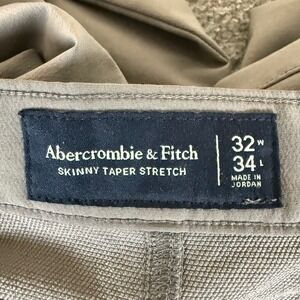 Abercrombie & Fitch
SKINNY TAPER STRETCH
32 W
34 L
MADE IN
JORDAN